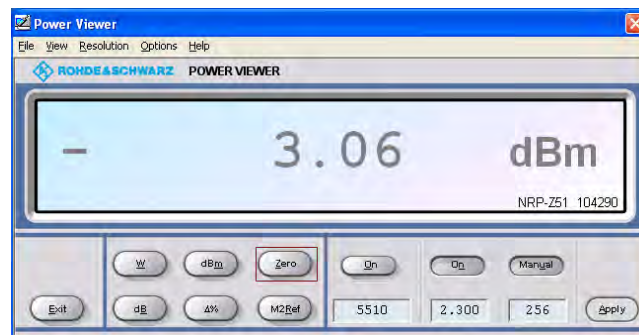 Power Viewer
File View Resolution Options Help
ROHDE&SCHWARZ POWER VIEWER
- 3.06 dBm
NRP-Z51 104290
W dBm Zero On On Manual
Exit dB Δ% M2Ref 5510 2.300 256 Apply